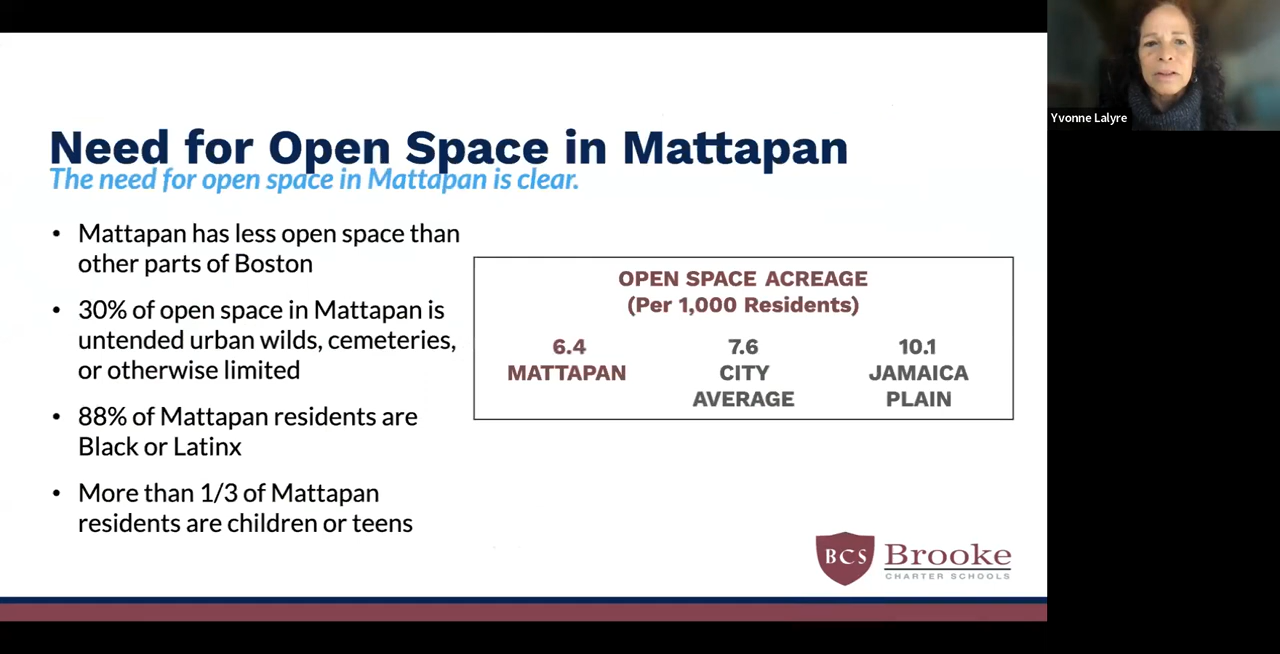 Need for Open Space in Mattapan
The need for open space in Mattapan is clear.
• Mattapan has less open space than
other parts of Boston
• 30% of open space in Mattapan is
untended urban wilds, cemeteries,
or otherwise limited
• 88% of Mattapan residents are
Black or Latinx
• More than 1/3 of Mattapan
residents are children or teens
OPEN SPACE ACREAGE
(Per 1,000 Residents)
6.4
MATTAPAN
7.6
CITY
AVERAGE
10.1
JAMAICA
PLAIN
BCS
Brooke
CHARTER SCHOOLS
Yvonne Lalyre